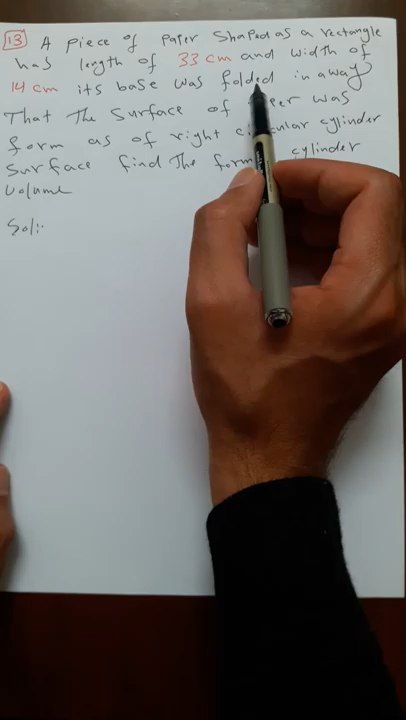 13 A Piece of Paper Shaped as a rectangle
has length of 33 cm and width of
14 cm its base was folded in a way
That The Surface of was
form as of right cylinder
Surface find The cylinder
volume
Sol:-